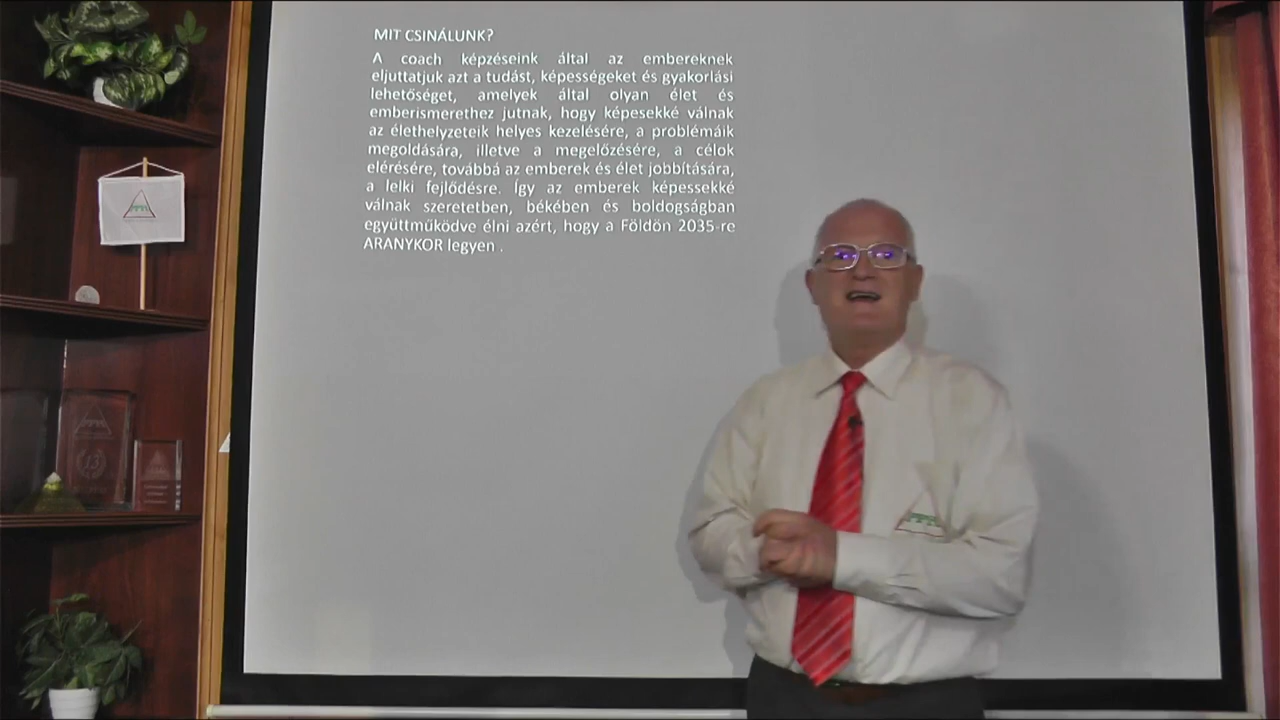 MIT CSINÁLUNK?
A coach képzéseink által az embereknek
eljuttatjuk azt a tudást, képességeket és gyakorlási
lehetőséget, amelyek által olyan élet és
emberismerethez jutnak, hogy képesekké válnak
az élethelyzeteik helyes kezelésére, a problémáik
megoldására, illetve a megelőzésére, a célok
elérésére, továbbá az emberek és élet jobbítására,
a lelki fejlődésre. Így az emberek képessekké
válnak szeretetben, békében és boldogságban
együttműködve élni azért, hogy a Földön 2035-re
ARANYKOR legyen .
13